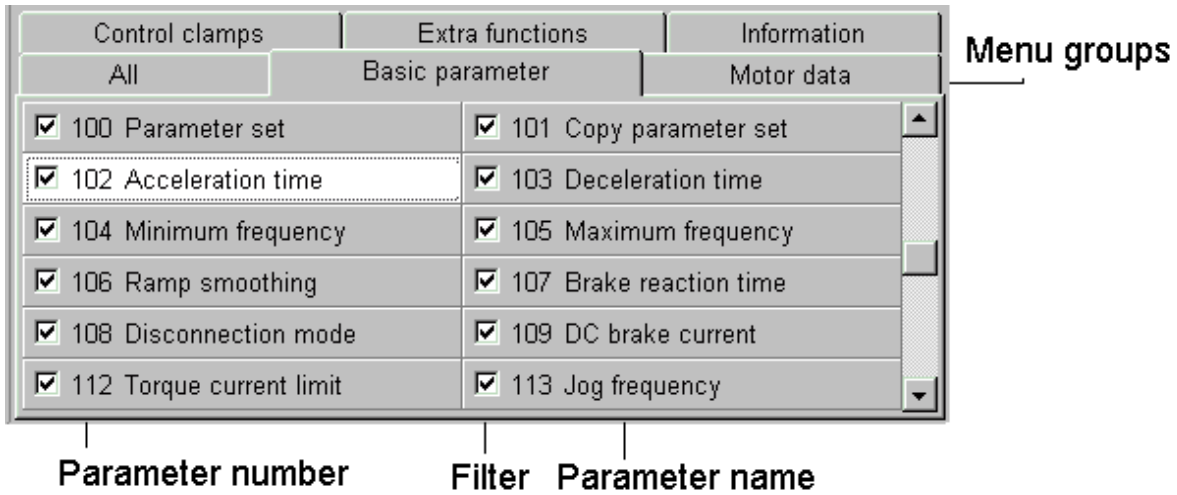 Control clamps Extra functions Information
Menu groups
All Basic parameter Motor data
100 Parameter set 101 Copy parameter set
102 Acceleration time 103 Deceleration time
104 Minimum frequency 105 Maximum frequency
106 Ramp smoothing 107 Brake reaction time
108 Disconnection mode 109 DC brake current
112 Torque current limit 113 Jog frequency
Parameter number Filter Parameter name